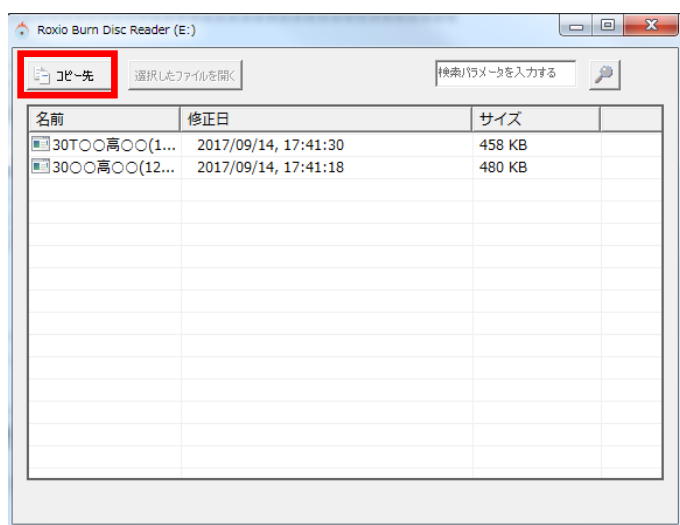 Roxio Burn Disc Reader (E:)
コピー先 選択したファイルを開く 検索パラメータを入力する
名前 修正日 サイズ
30T○○高○○(1... 2017/09/14, 17:41:30 458 KB
30○○高○○(12... 2017/09/14, 17:41:18 480 KB